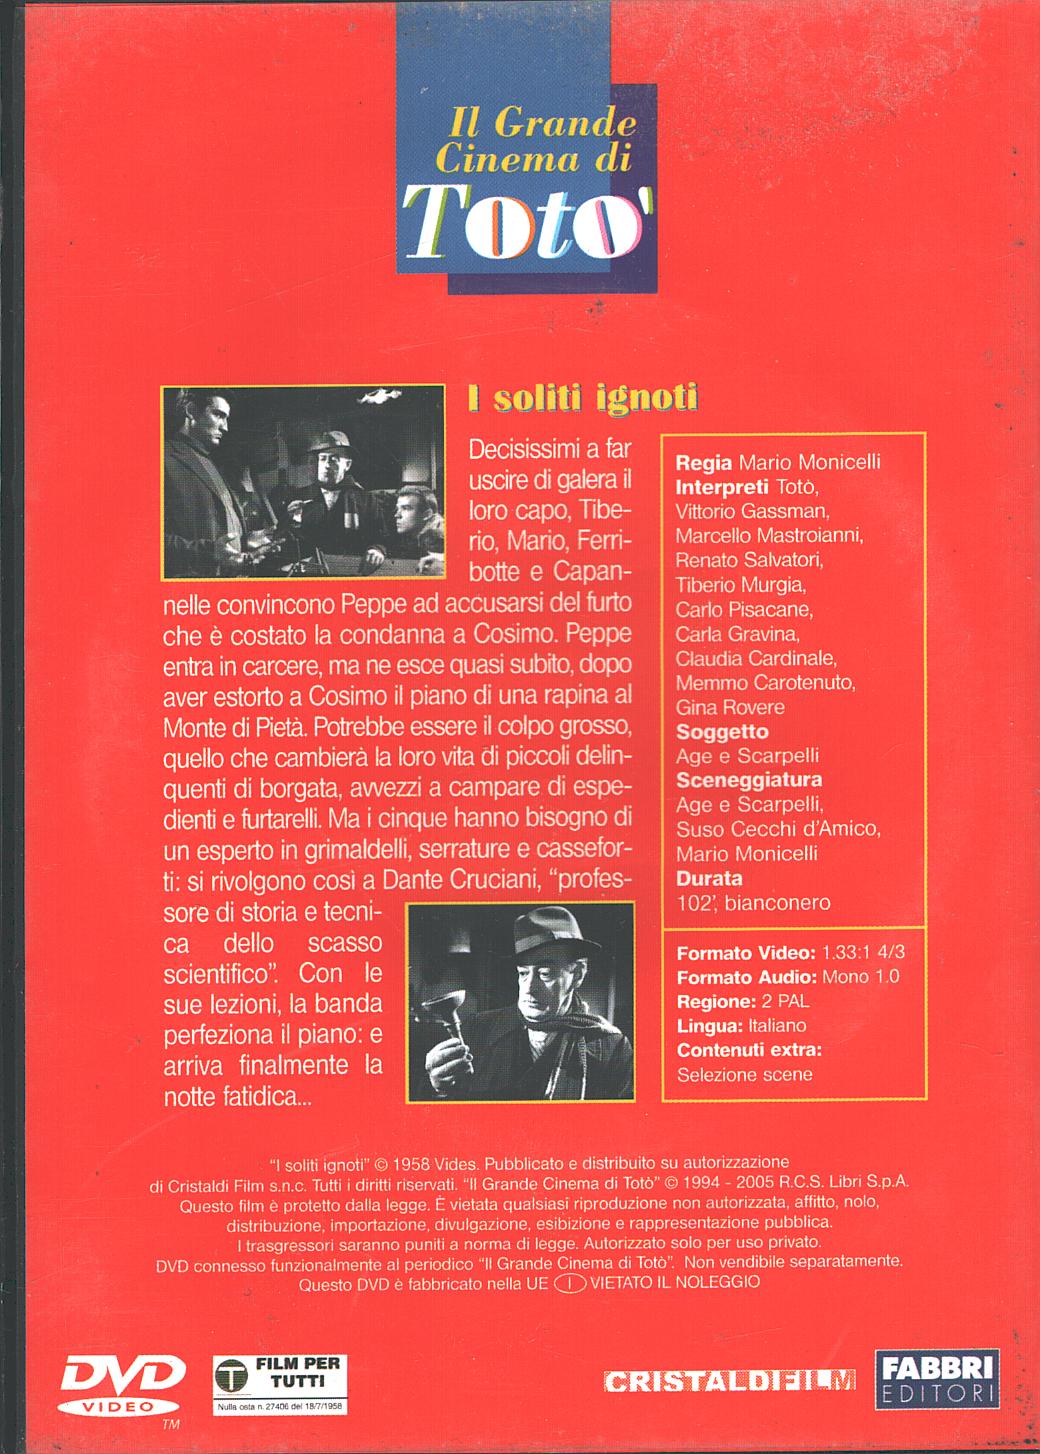 Il Grande
Cinema di
Totò
I soliti ignoti
Decisissimi a far
uscire di galera il
loro capo, Tibe-
rio, Mario, Ferri-
botte e Capan-
nelle convincono Peppe ad accusarsi del furto
che è costato la condanna a Cosimo. Peppe
entra in carcere, ma ne esce quasi subito, dopo
aver estorto a Cosimo il piano di una rapina al
Monte di Pietà. Potrebbe essere il colpo grosso,
quello che cambierà la loro vita di piccoli delin-
quenti di borgata, avvezzi a campare di espe-
dienti e furtarelli. Ma i cinque hanno bisogno di
un esperto in grimaldelli, serrature e cassefor-
ti: si rivolgono così a Dante Cruciani, “profes-
sore di storia e tecni-
ca dello scasso
scientifico”. Con le
sue lezioni, la banda
perfeziona il piano: e
arriva finalmente la
notte fatidica...
Regia Mario Monicelli
Interpreti Totò,
Vittorio Gassman,
Marcello Mastroianni,
Renato Salvatori,
Tiberio Murgia,
Carlo Pisacane,
Carla Gravina,
Claudia Cardinale,
Memmo Carotenuto,
Gina Rovere
Soggetto
Age e Scarpelli
Sceneggiatura
Age e Scarpelli,
Suso Cecchi d’Amico,
Mario Monicelli
Durata
102’, bianconero
Formato Video: 1.33:1 4/3
Formato Audio: Mono 1.0
Regione: 2 PAL
Lingua: Italiano
Contenuti extra:
Selezione scene
“I soliti ignoti” © 1958 Vides. Pubblicato e distribuito su autorizzazione
di Cristaldi Film s.n.c. Tutti i diritti riservati. “Il Grande Cinema di Totò” © 1994 - 2005 R.C.S. Libri S.p.A.
Questo film è protetto dalla legge. É vietata qualsiasi riproduzione non autorizzata, affitto, nolo,
distribuzione, importazione, divulgazione, esibizione e rappresentazione pubblica.
I trasgressori saranno puniti a norma di legge. Autorizzato solo per uso privato.
DVD connesso funzionalmente al periodico “Il Grande Cinema di Totò”. Non vendibile separatamente.
Questo DVD è fabbricato nella UE I VIETATO IL NOLEGGIO
DVD
VIDEO
TM
T
FILM PER
TUTTI
Nulla osta n. 27406 del 18/7/1958
CRISTALDIFILM
FABBRI
EDITORI